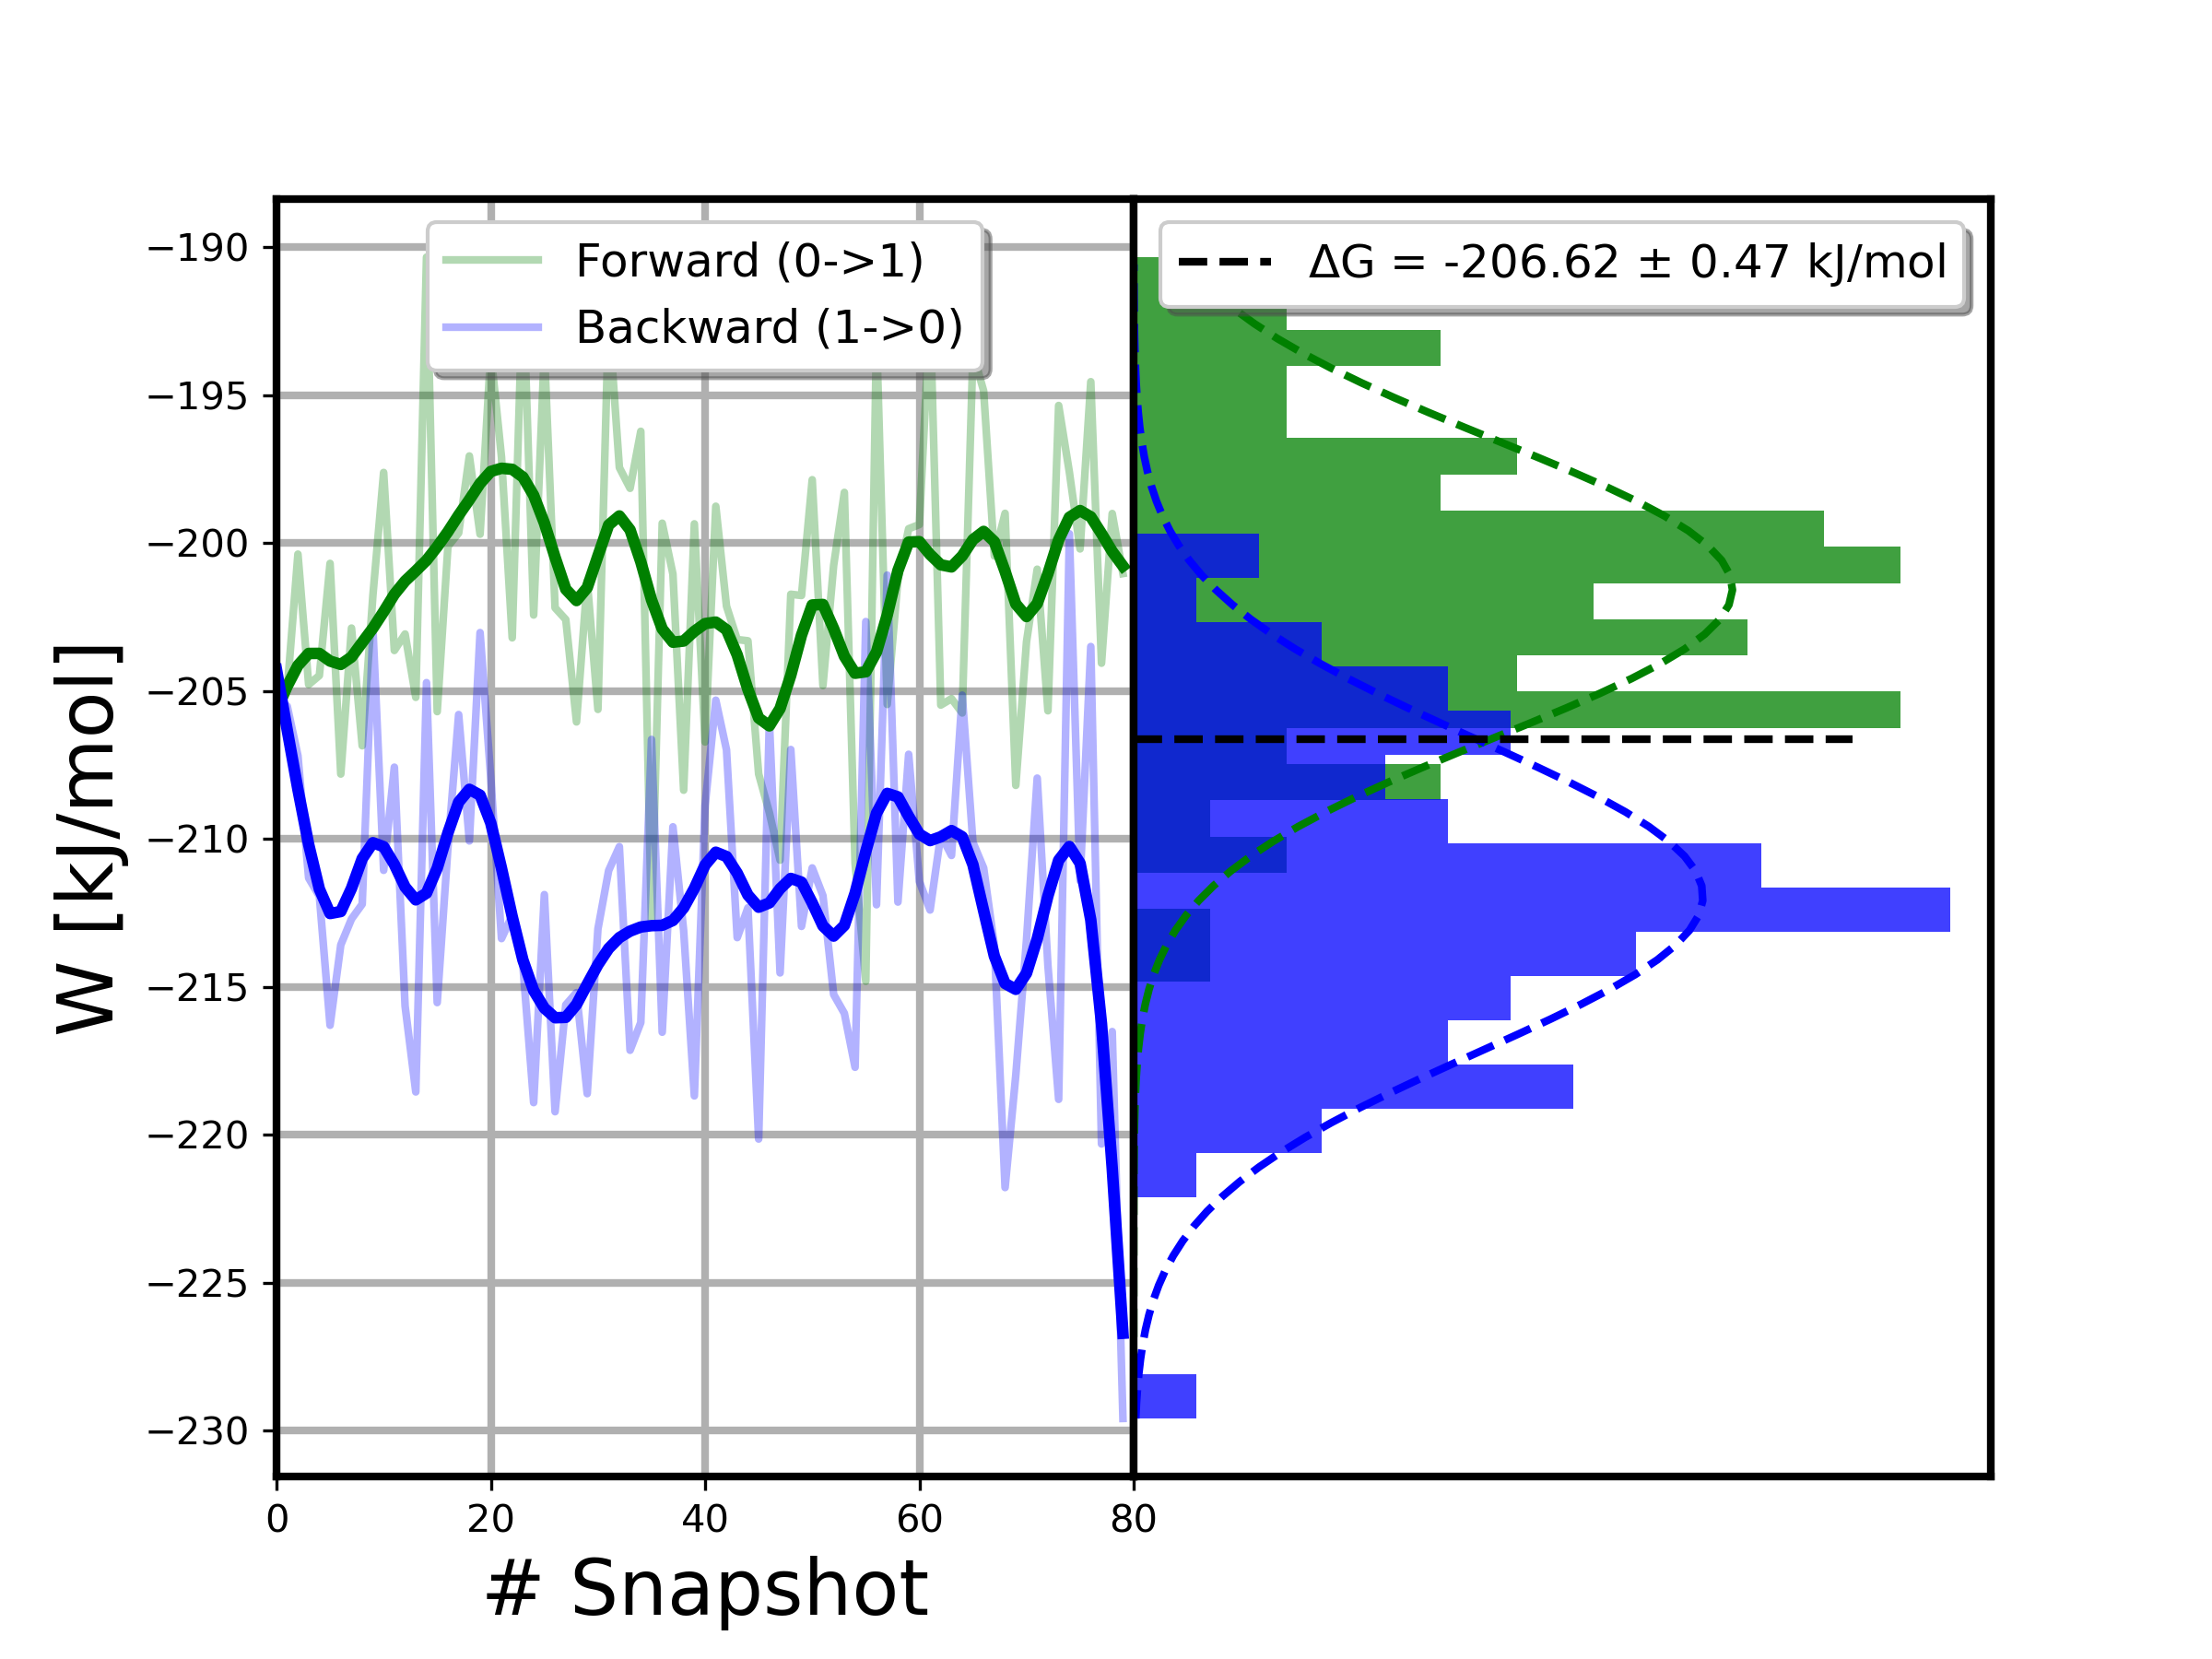 Forward (0->1)
Backward (1->0)
ΔG = -206.62 ± 0.47 kJ/mol
W [kJ/mol]
−190
−195
−200
−205
−210
−215
−220
−225
−230
0 20 40 60 80
# Snapshot